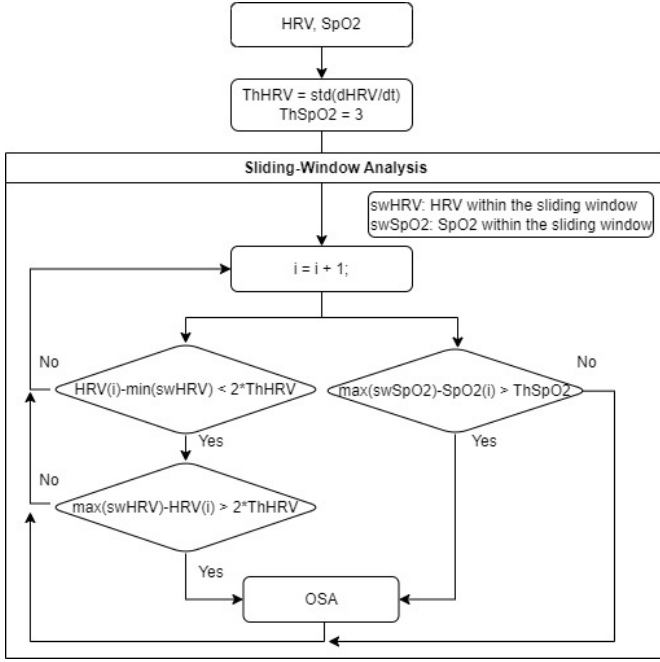 HRV, SpO2
ThHRV = std(dHRV/dt)
ThSpO2 = 3
Sliding-Window Analysis
swHRV: HRV within the sliding window
swSpO2: SpO2 within the sliding window
i = i + 1;
No
No
HRV(i)-min(swHRV) < 2*ThHRV
max(swSpO2)-SpO2(i) > ThSpO2
Yes
Yes
No
max(swHRV)-HRV(i) > 2*ThHRV
Yes
OSA